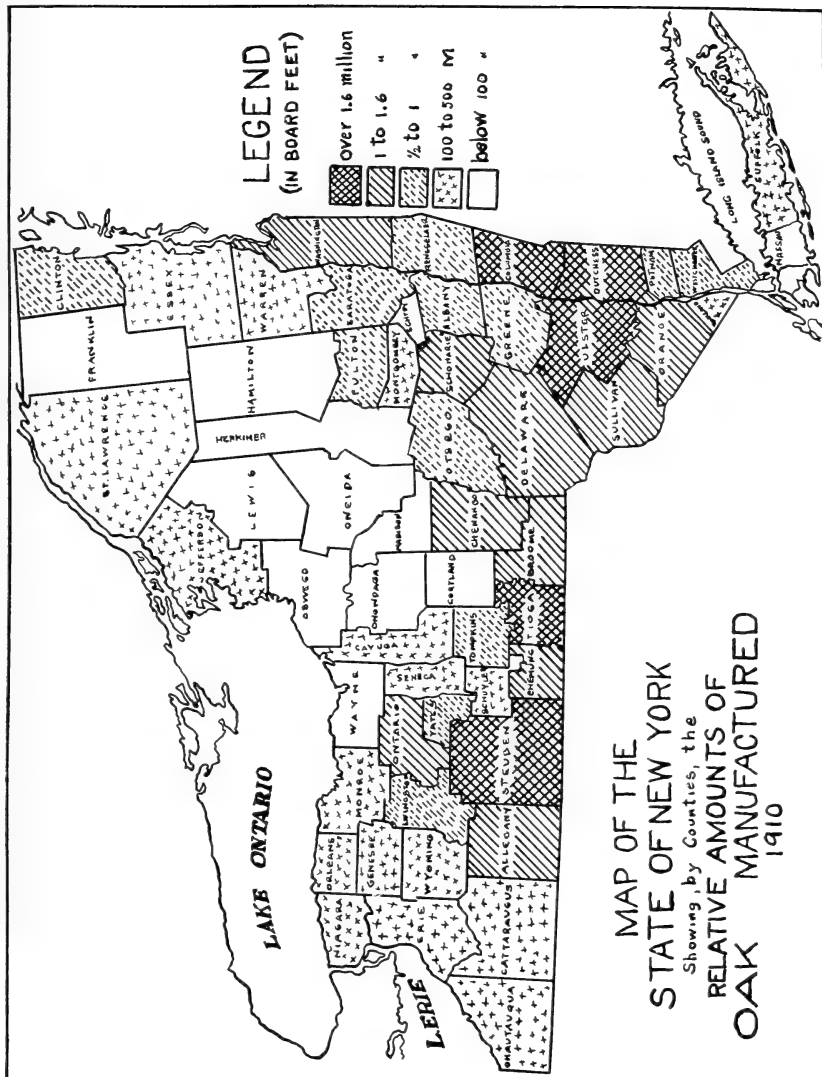 LEGEND
(IN BOARD FEET)
over 1.6 million
1 to 1.6 "
½ to 1 "
100 to 500 M
below 100 "
CLINTON
FRANKLIN
ST. LAWRENCE
ESSEX
JEFFERSON
LEWIS
HERKIMER
HAMILTON
WARREN
WASHINGTON
OSWEGO
ONEIDA
FULTON
SARATOGA
MONTGOMERY
LAKE ONTARIO
NIAGARA
ORLEANS
MONROE
WAYNE
ONONDAGA
MADISON
OTSEGO
SCHOHARIE
ALBANY
RENSSELAER
L. ERIE
ERIE
GENESEE
WYOMING
LIVINGSTON
ONTARIO
YATES
SENECA
CORTLAND
CHENANGO
DELAWARE
GREENE
COLUMBIA
CHAUTAUQUA
CATTARAUGUS
ALLEGANY
STEUBEN
SCHUYLER
TOMPKINS
CHEMUNG
TIOGA
BROOME
SULLIVAN
ULSTER
DUTCHESS
ORANGE
PUTNAM
LONG ISLAND SOUND
SUFFOLK
MAP OF THE
STATE OF NEW YORK
Showing, by Counties, the
RELATIVE AMOUNTS OF
OAK MANUFACTURED
1910